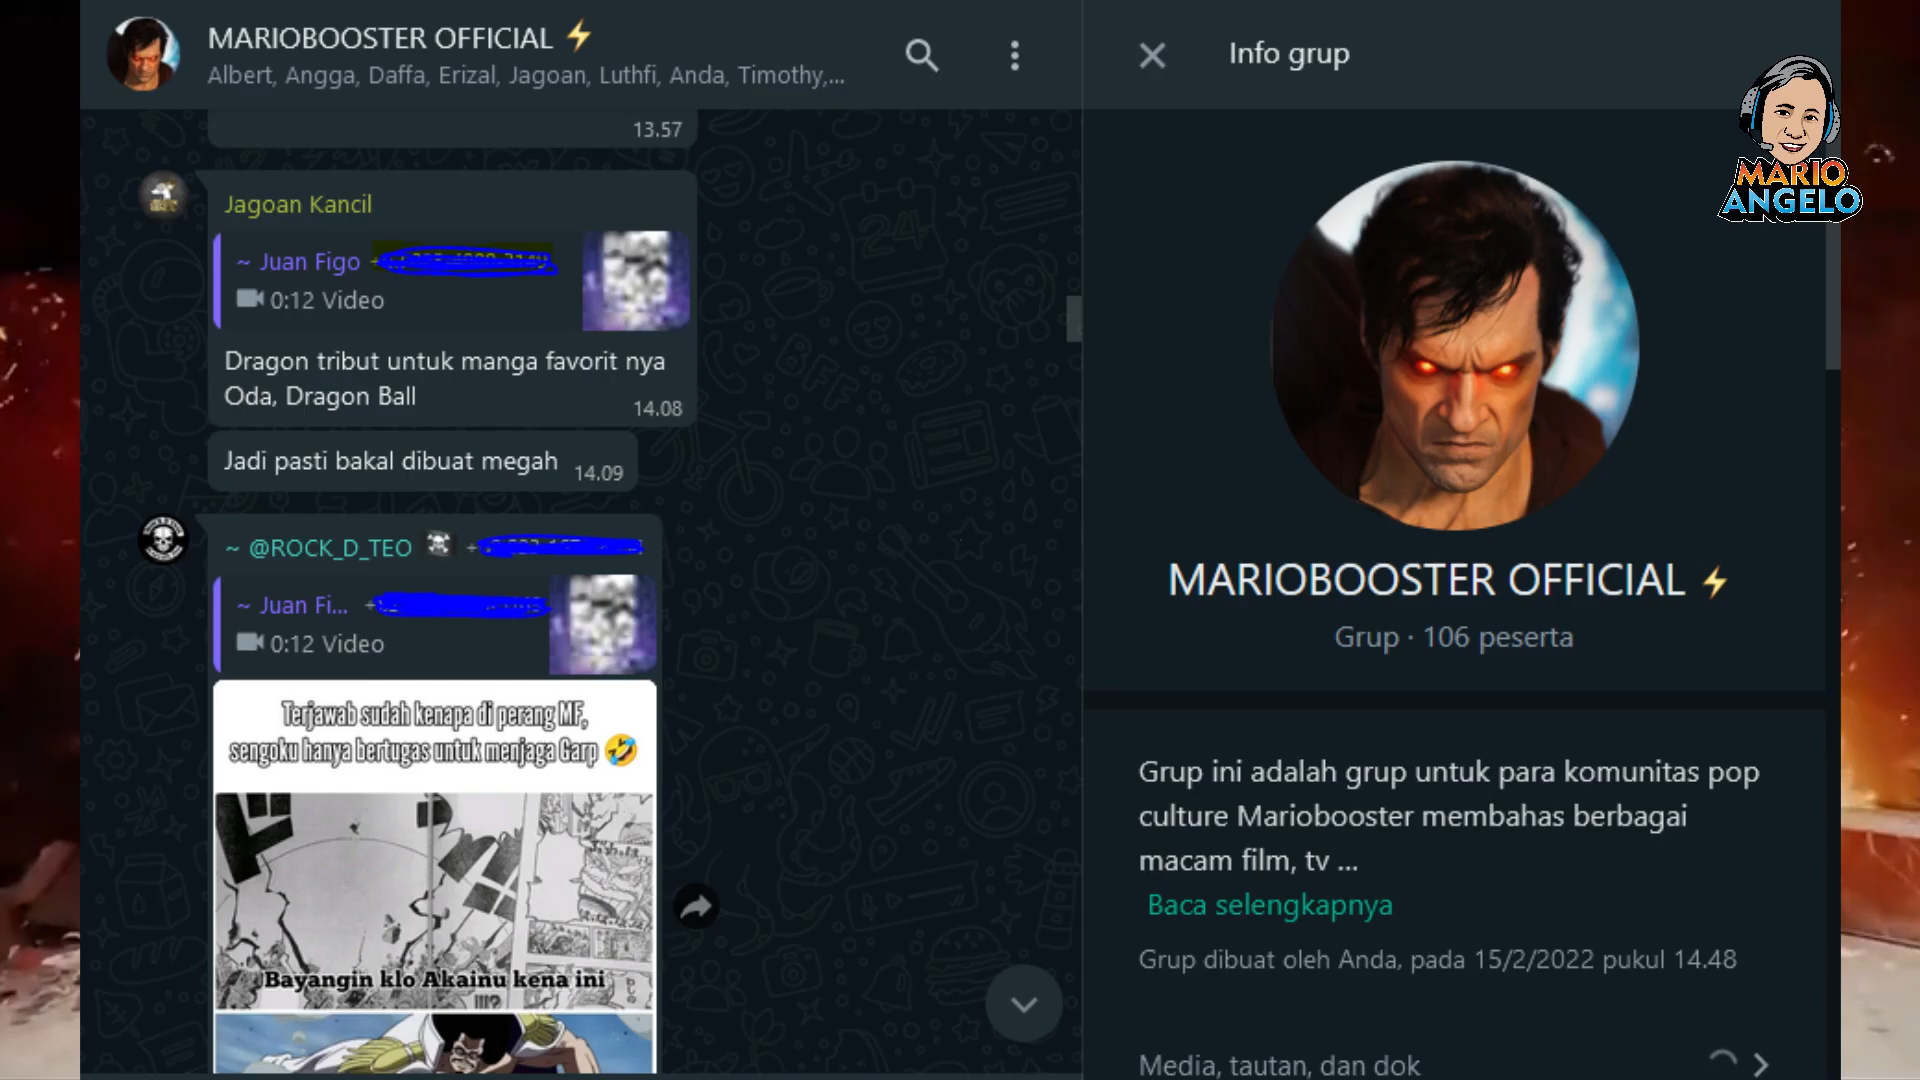 MARIOBOOSTER OFFICIAL ⚡
Albert, Angga, Daffa, Erizal, Jagoan, Luthfi, Anda, Timothy,...
13.57
Jagoan Kancil
~ Juan Figo
0:12 Video
Dragon tribut untuk manga favorit nya
Oda, Dragon Ball
14.08
Jadi pasti bakal dibuat megah
14.09
~ @ROCK_D_TEO ☠ +
~ Juan Fi... +
0:12 Video
Terjawab sudah kenapa di perang MF,
sengoku hanya bertugas untuk menjaga Garp 🤣
Bayangin klo Akainu kena ini
!!!?
Info grup
MARIO
ANGELO
MARIOBOOSTER OFFICIAL ⚡
Grup · 106 peserta
Grup ini adalah grup untuk para komunitas pop
culture Mariobooster membahas berbagai
macam film, tv ...
Baca selengkapnya
Grup dibuat oleh Anda, pada 15/2/2022 pukul 14.48
Media, tautan, dan dok